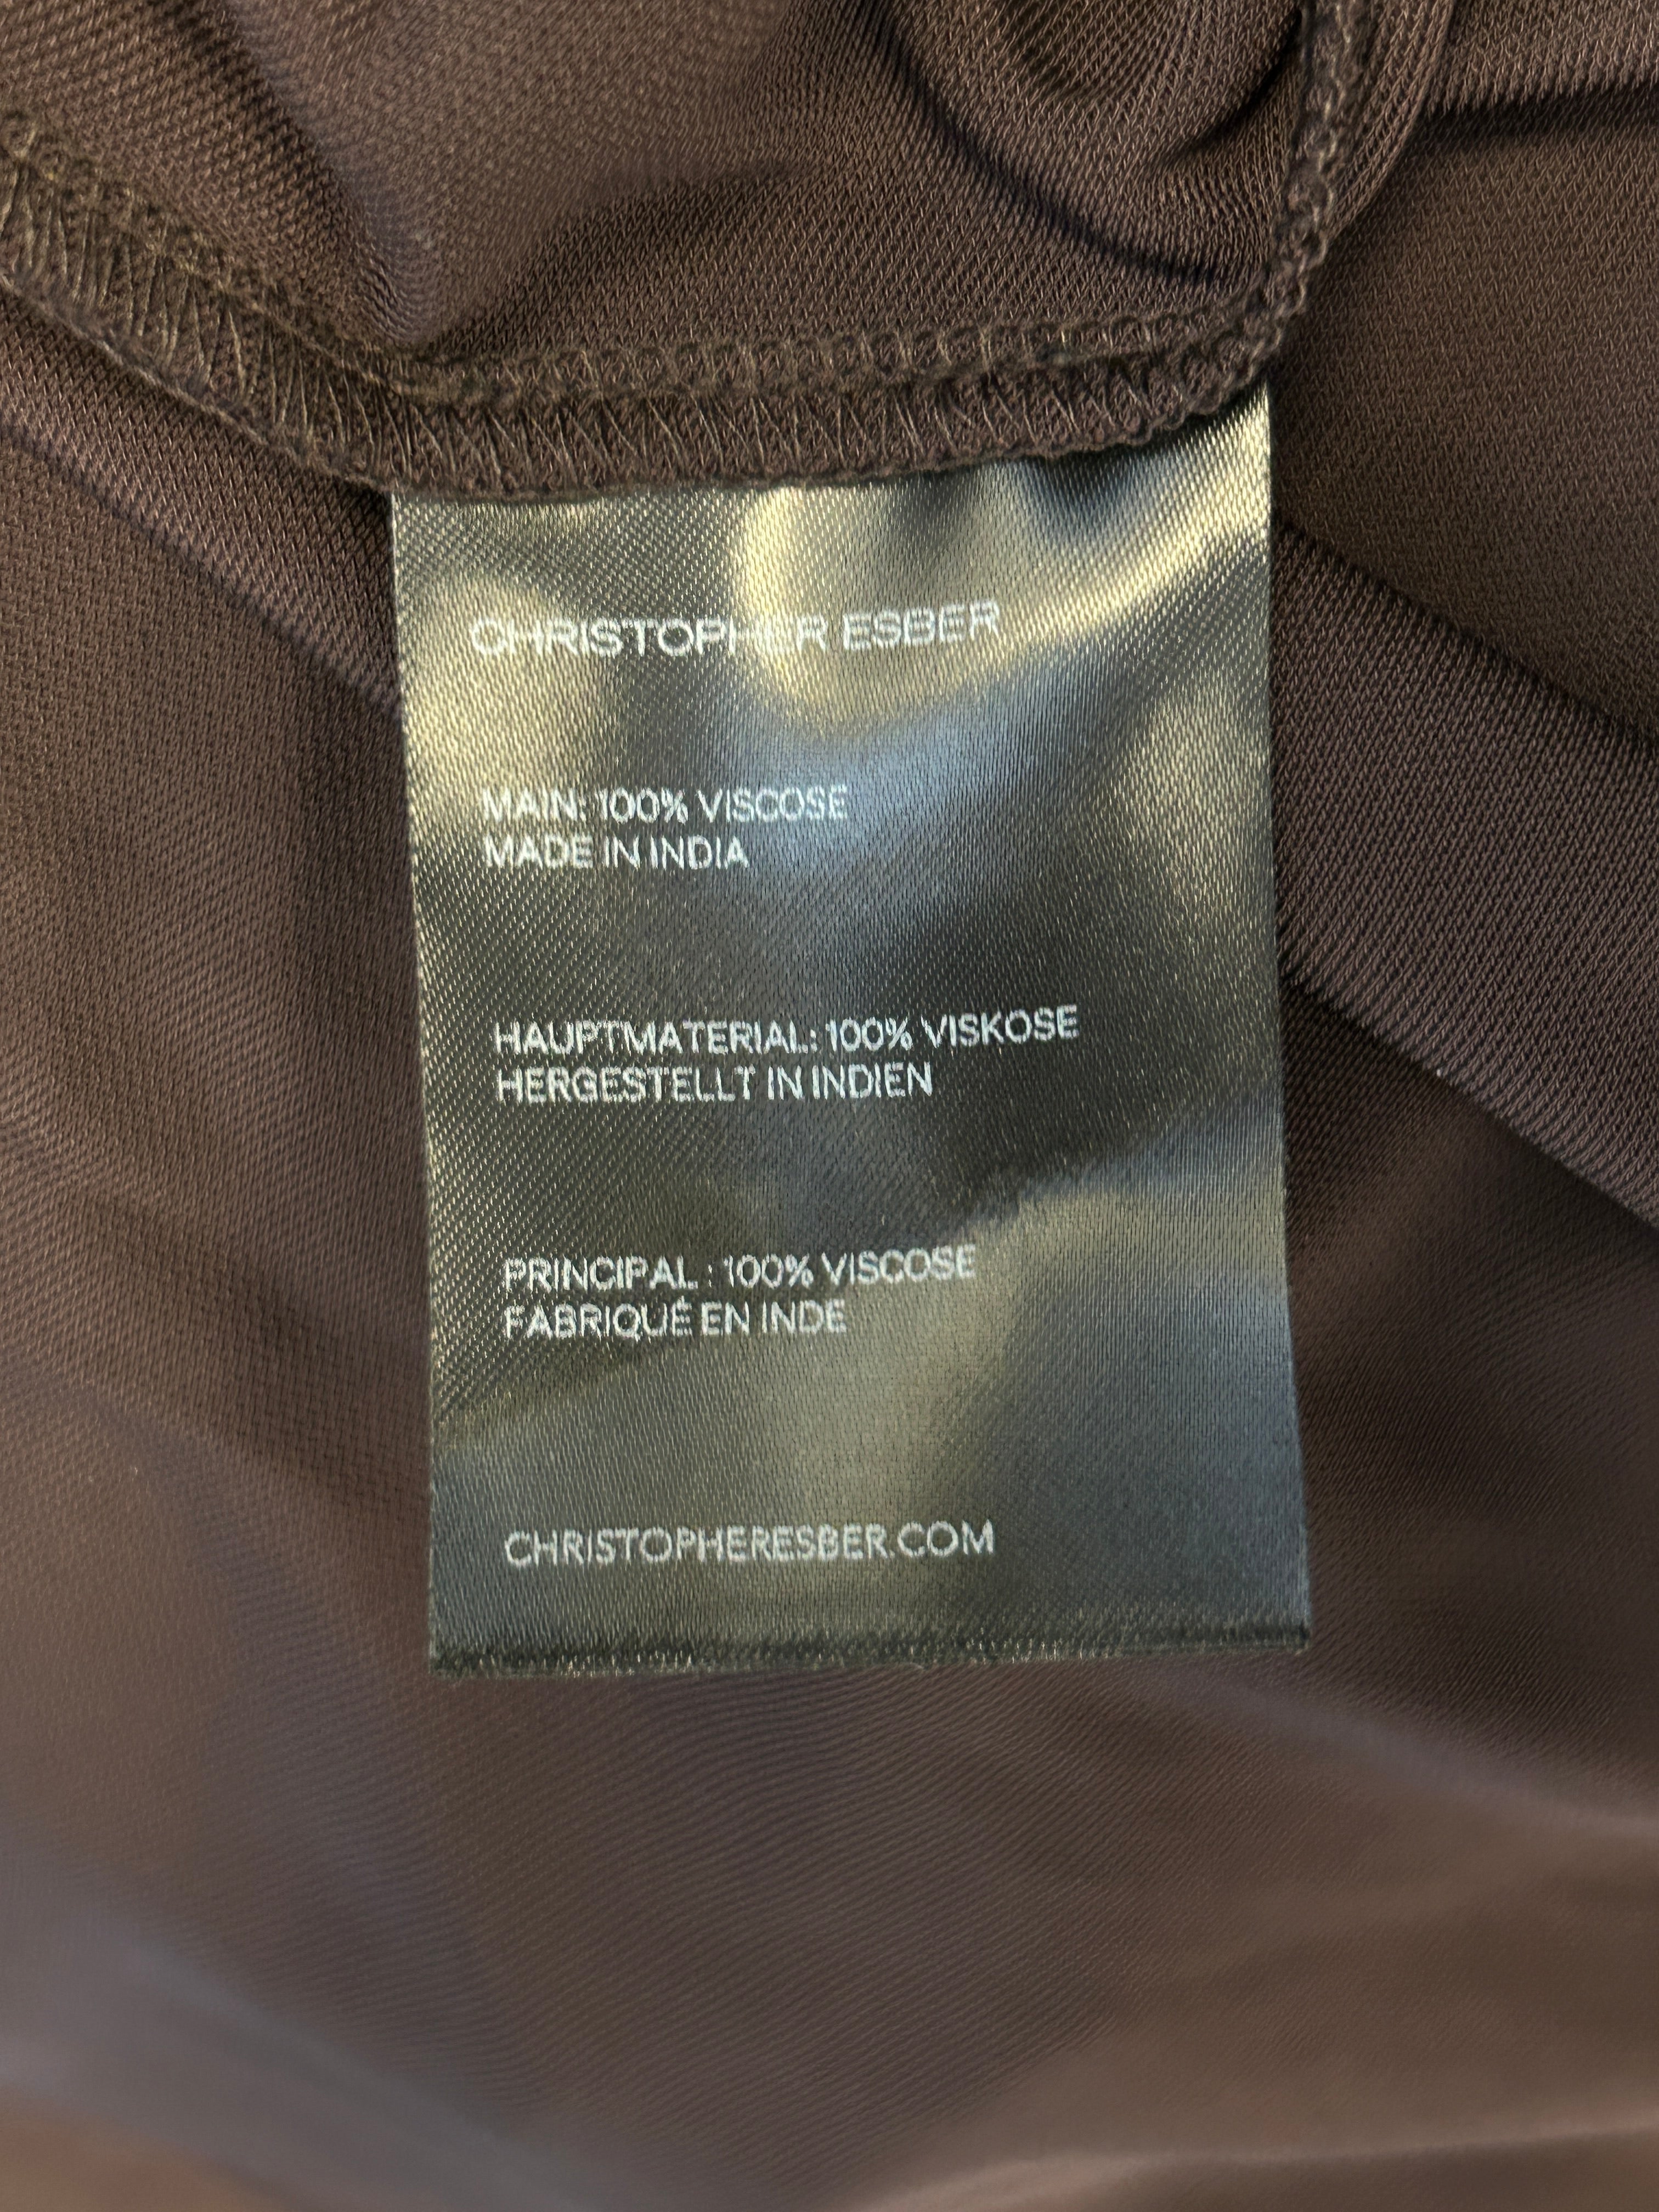 CHRISTOPHER ESBER
MAIN: 100% VISCOSE
MADE IN INDIA
HAUPTMATERIAL: 100% VISKOSE
HERGESTELLT IN INDIEN
PRINCIPAL : 100% VISCOSE
FABRIQUÉ EN INDE
CHRISTOPHERESBER.COM